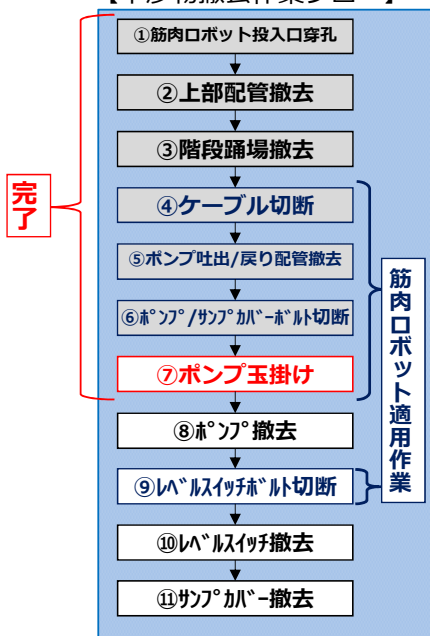 ①筋肉ロボット投入口穿孔
②上部配管撤去
③階段踊場撤去
④ケーブル切断
⑤ポンプ吐出/戻り配管撤去
⑥ﾎﾟﾝﾌﾟ/ｻﾝﾌﾟｶﾊﾞｰﾎﾞﾙﾄ切断
⑦ポンプ玉掛け
⑧ﾎﾟﾝﾌﾟ撤去
⑨ﾚﾍﾞﾙｽｲｯﾁﾎﾞﾙﾄ切断
⑩ﾚﾍﾞﾙｽｲｯﾁ撤去
⑪ｻﾝﾌﾟｶﾊﾞｰ撤去
完了
筋肉ロボット適用作業